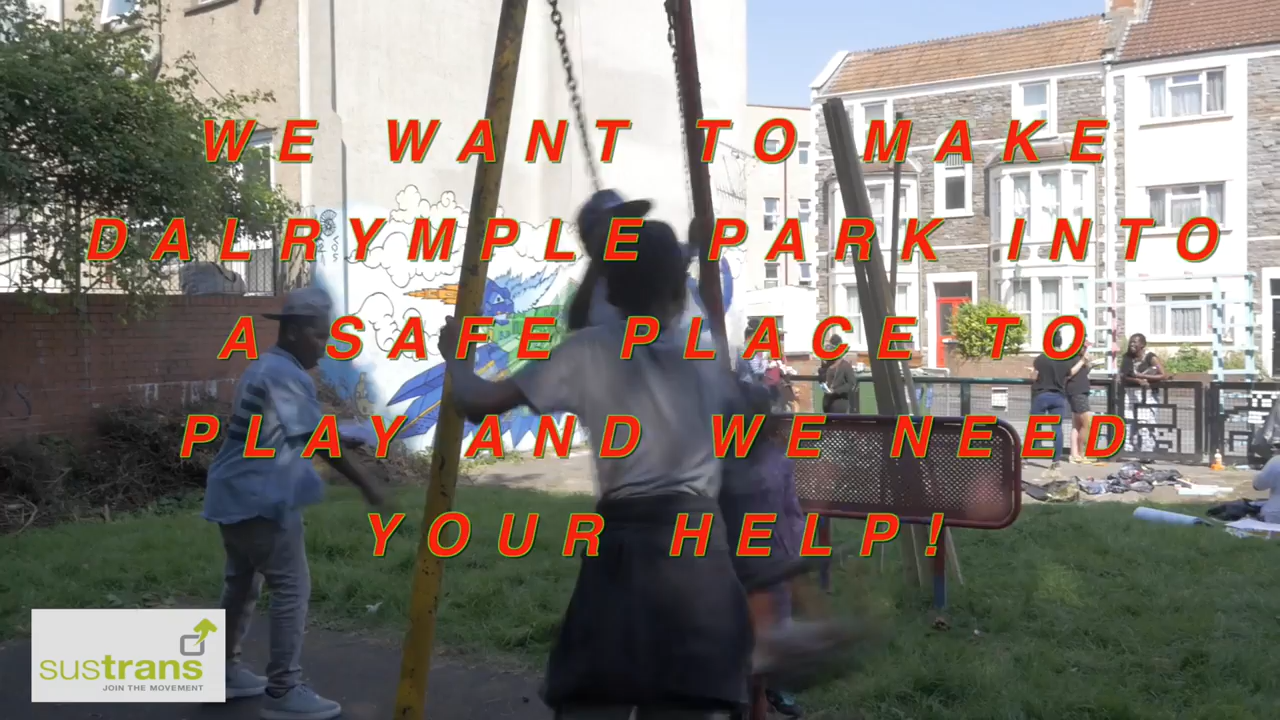 WE WANT TO MAKE
DALRYMPLE PARK INTO
A SAFE PLACE TO
PLAY AND WE NEED
YOUR HELP!
sustrans
JOIN THE MOVEMENT